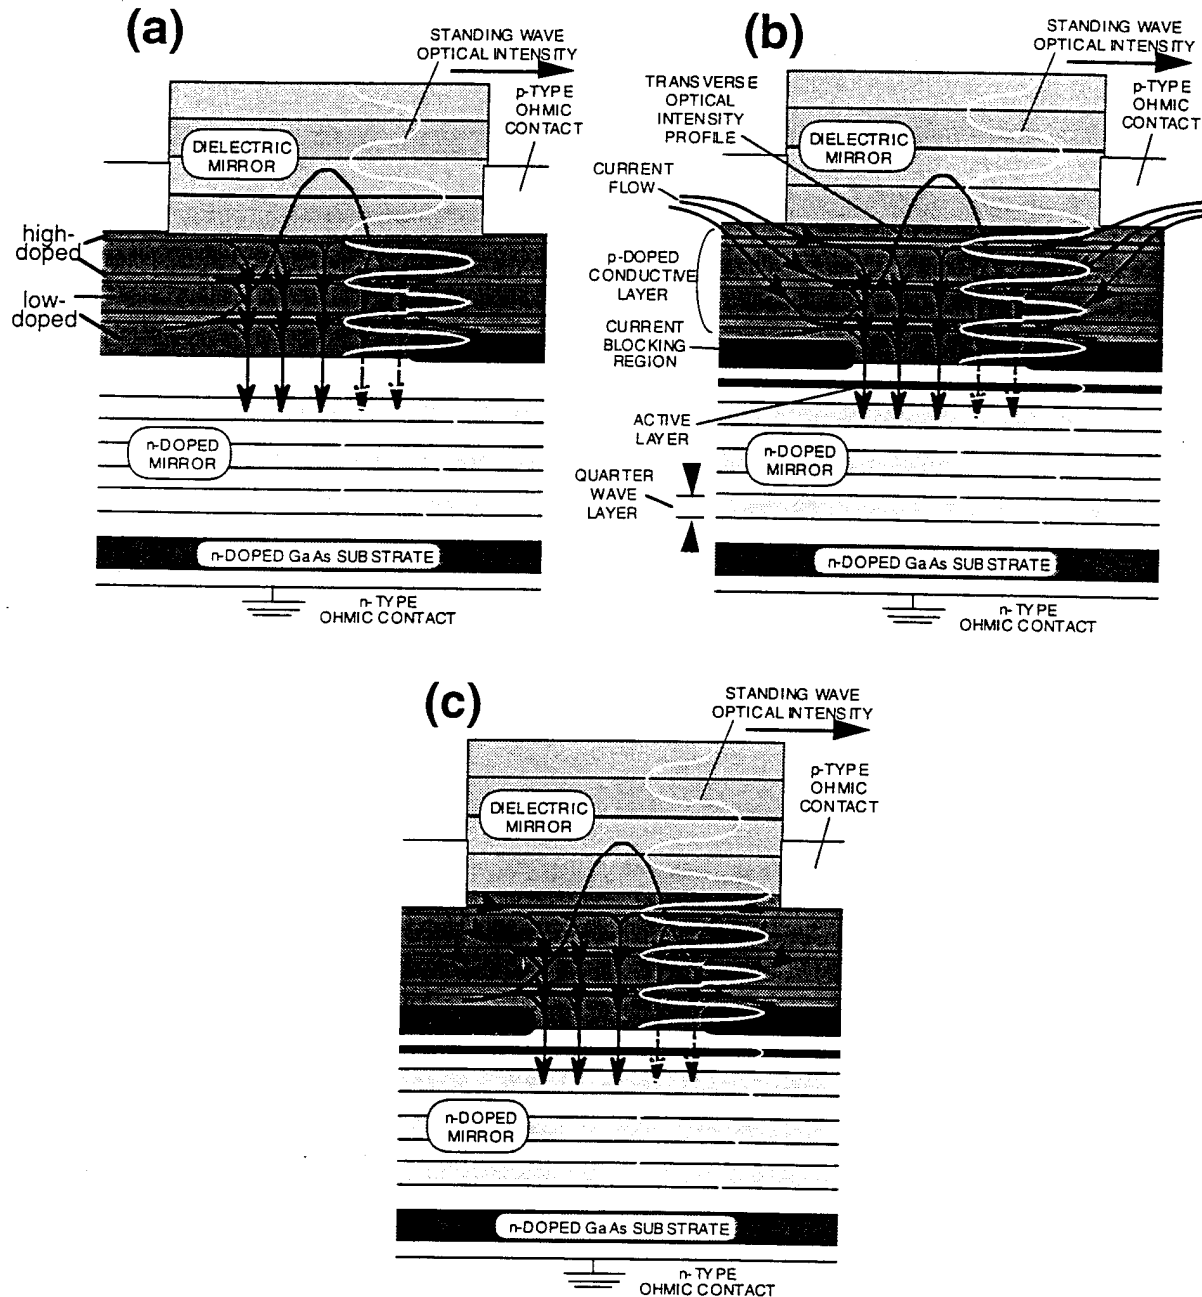 (a)
STANDING WAVE
OPTICAL INTENSITY
p-TYPE
OHMIC
CONTACT
DIELECTRIC
MIRROR
high-
doped
low-
doped
n-DOPED
MIRROR
n-DOPED GaAs SUBSTRATE
n-TYPE
OHMIC CONTACT
(b)
STANDING WAVE
OPTICAL INTENSITY
TRANSVERSE
OPTICAL
INTENSITY
PROFILE
p-TYPE
OHMIC
CONTACT
DIELECTRIC
MIRROR
CURRENT
FLOW
p-DOPED
CONDUCTIVE
LAYER
CURRENT
BLOCKING
REGION
ACTIVE
LAYER
n-DOPED
MIRROR
QUARTER
WAVE
LAYER
n-DOPED GaAs SUBSTRATE
n-TYPE
OHMIC CONTACT
(c)
STANDING WAVE
OPTICAL INTENSITY
p-TYPE
OHMIC
CONTACT
DIELECTRIC
MIRROR
n-DOPED
MIRROR
n-DOPED GaAs SUBSTRATE
n-TYPE
OHMIC CONTACT